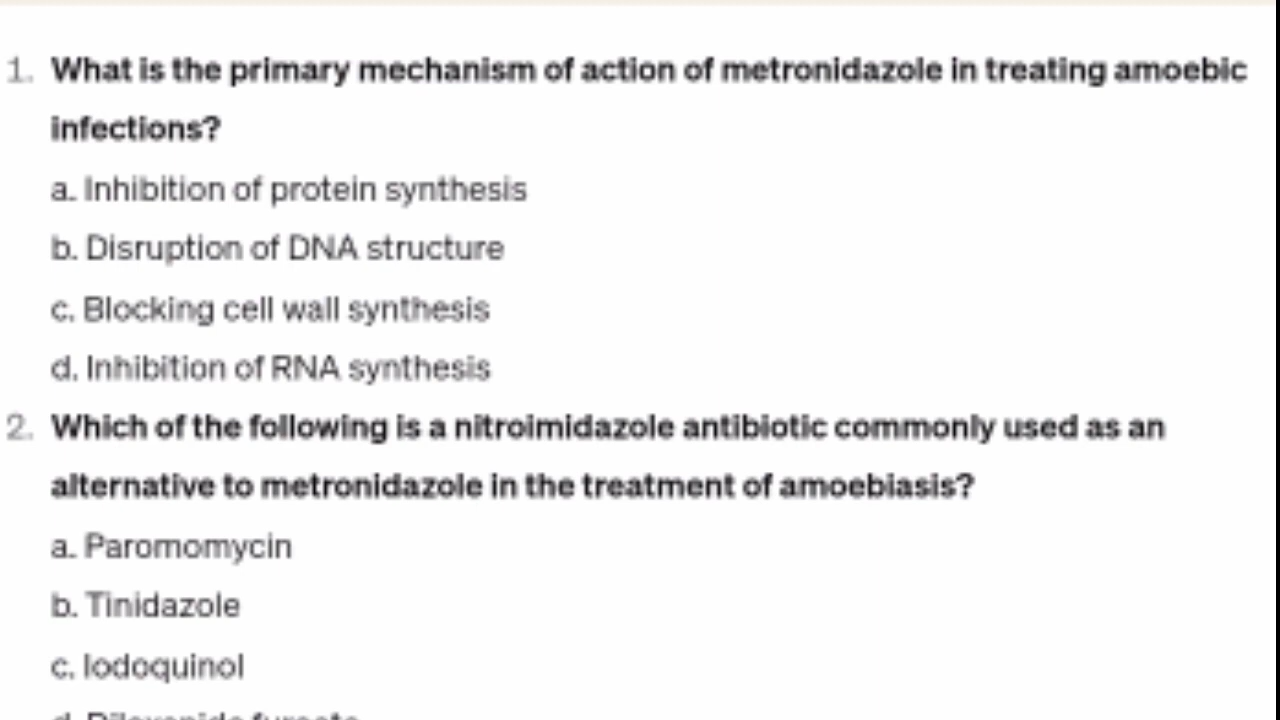 1. What is the primary mechanism of action of metronidazole in treating amoebic
infections?
a. Inhibition of protein synthesis
b. Disruption of DNA structure
c. Blocking cell wall synthesis
d. Inhibition of RNA synthesis
2. Which of the following is a nitroimidazole antibiotic commonly used as an
alternative to metronidazole in the treatment of amoebiasis?
a. Paromomycin
b. Tinidazole
c. Iodoquinol
d. Diloxanide furoate